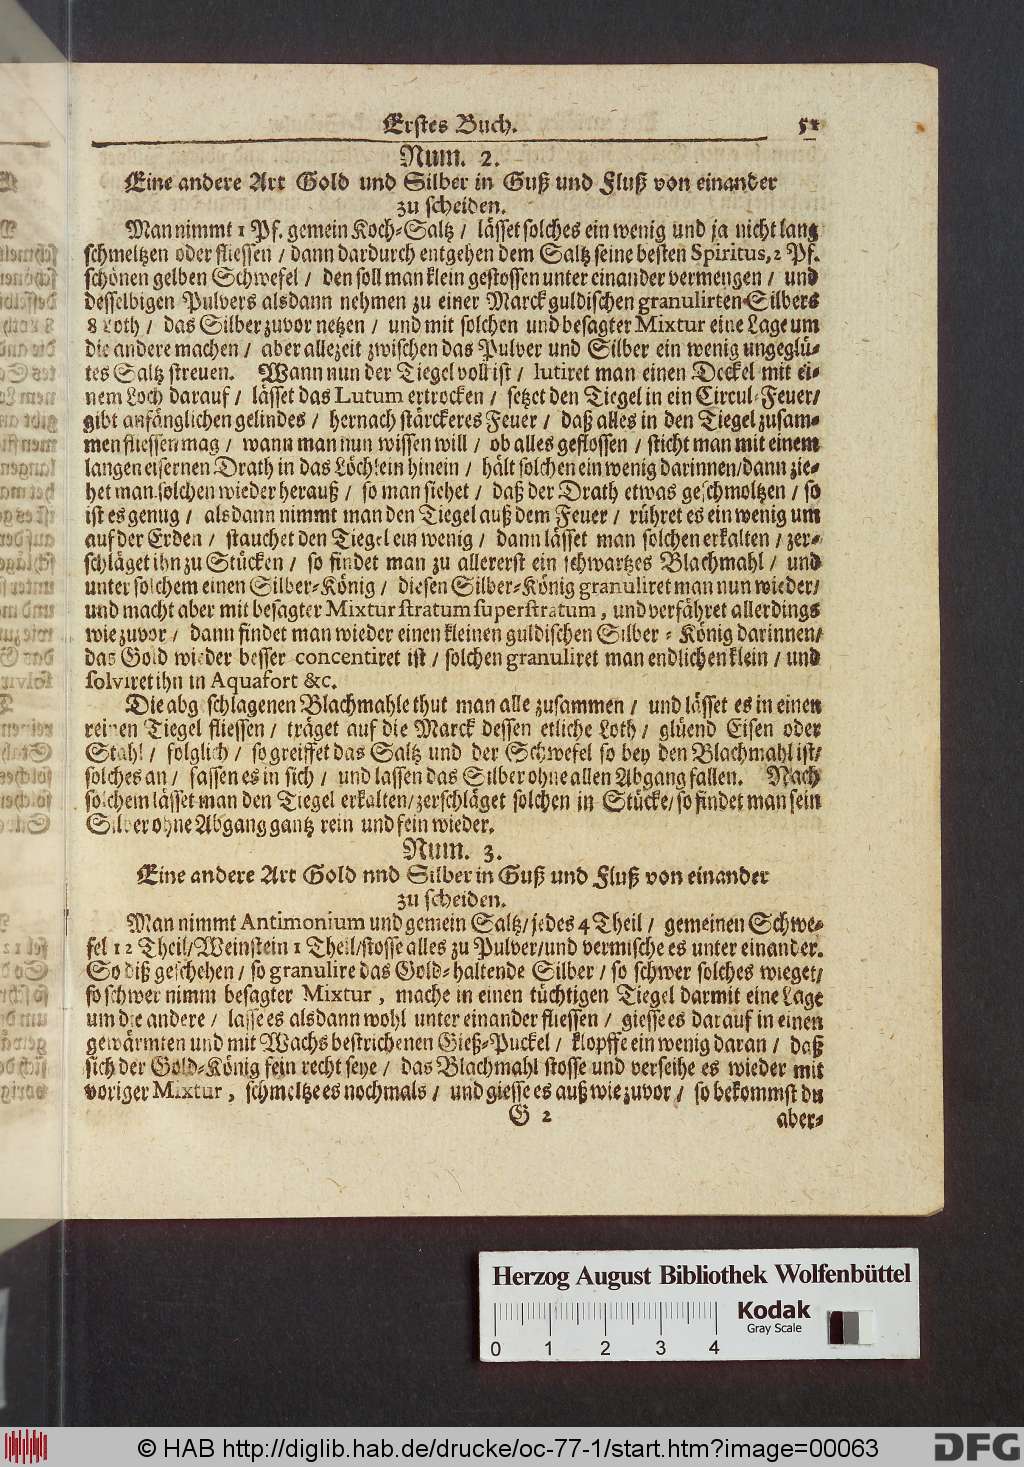 Erstes Buch. 51
Num. 2.
Eine andere Art Gold und Silber in Guß und Fluß von einander
zu scheiden.
Man nimmt 1 Pf. gemein Koch-Saltz / lässet solches ein wenig und ja nicht lang
schmeltzen oder fliessen / dann dardurch entgehen dem Saltz seine besten Spiritus, 2 Pf.
schönen gelben Schwefel / den soll man klein gestossen unter einander vermengen / und
desselbigen Pulvers alsdann nehmen zu einer Marck guldischen granulirten Silbers
8 Loth / das Silber zuvor netzen / und mit solchen und besagter Mixtur eine Lage um
die andere machen / aber allezeit zwischen das Pulver und Silber ein wenig ungeglü-
tes Saltz streuen. Wann nun der Tiegel voll ist / lutiret man einen Deckel mit ei-
nem Loch darauf / lässet das Lutum ertrocken / setzet den Tiegel in ein Circul-Feuer/
gibt anfänglichen gelindes / hernach stärckeres Feuer / daß alles in den Tiegel zusam-
men fliessen mag / wann man nun wissen will / ob alles geflossen / sticht man mit einem
langen eisernen Drath in das Löchlein hinein / hält solchen ein wenig darinnen/dann zie-
het man solchen wieder herauß / so man siehet / daß der Drath etwas geschmoltzen / so
ist es genug / alsdann nimmt man den Tiegel auß dem Feuer / rühret es ein wenig um
auf der Erden / stauchet den Tiegel ein wenig / dann lässet man solchen erkalten / zer-
schläget ihn zu Stücken / so findet man zu allererst ein schwartzes Blachmahl / und
unter solchem einen Silber-König / diesen Silber-König granuliret man nun wieder/
und macht aber mit besagter Mixtur stratum superstratum, und verfähret allerdings
wie zuvor / dann findet man wieder einen kleinen guldischen Silber-König darinnen/
das Gold wieder besser concentiret ist / solchen granuliret man endlichen klein / und
solviret ihn in Aquafort &c.
Die abg schlagenen Blachmahle thut man alle zusammen / und lässet es in einen
reinen Tiegel fliessen / träget auf die Marck dessen etliche Loth / glüend Eisen oder
Stahl / folglich / so greiffet das Saltz und der Schwefel so bey den Blachmahl ist/
solches an / fassen es in sich / und lassen das Silber ohne allen Abgang fallen. Nach
solchem lässet man den Tiegel erkalten/zerschläget solchen in Stücke/so findet man sein
Silber ohne Abgang gantz rein und fein wieder.
Num. 3.
Eine andere Art Gold nnd Silber in Guß und Fluß von einander
zu scheiden.
Man nimmt Antimonium und gemein Saltz/jedes 4 Theil / gemeinen Schwe-
fel 12 Theil/Weinstein 1 Theil/stosse alles zu Pulver/und vermische es unter einander.
So diß geschehen / so granulire das Gold-haltende Silber / so schwer solches wieget/
so schwer nimm besagter Mixtur, mache in einen tüchtigen Tiegel darmit eine Lage
um die andere / lasse es alsdann wohl unter einander fliessen / giesse es darauf in einen
gewärmten und mit Wachs bestrichenen Gieß-Puckel / klopffe ein wenig daran / daß
sich der Gold-König fein recht setze / das Blachmahl stosse und verseihe es wieder mit
voriger Mixtur, schmeltze es nochmals / und giesse es auß wie zuvor / so bekommst du
G 2 aber-
Herzog August Bibliothek Wolfenbüttel
Kodak
Gray Scale
0 1 2 3 4
© HAB http://diglib.hab.de/drucke/oc-77-1/start.htm?image=00063
DFG